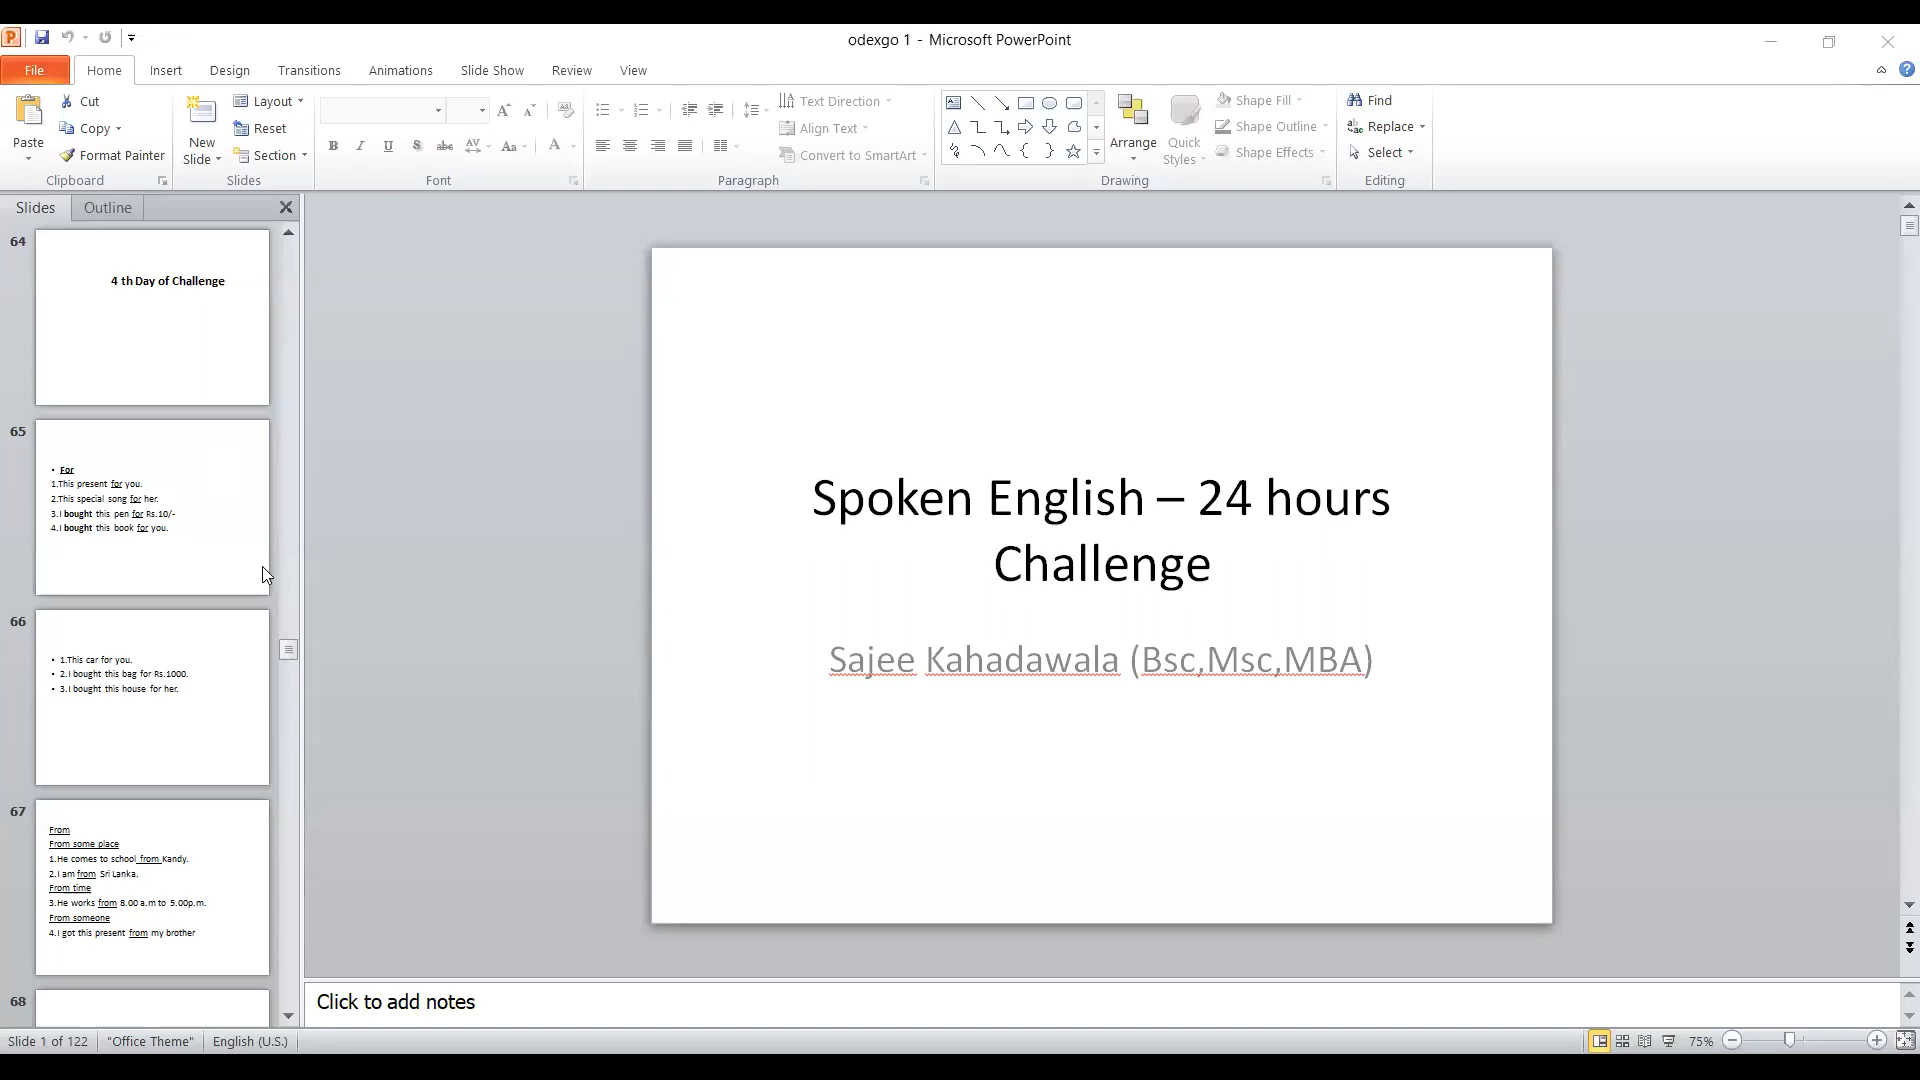 odexgo 1 - Microsoft PowerPoint
File
Home
Insert
Design
Transitions
Animations
Slide Show
Review
View
Paste
Cut
Copy
Format Painter
Clipboard
New
Slide
Layout
Reset
Section
Slides
Font
Text Direction
Align Text
Convert to SmartArt
Paragraph
Arrange
Quick
Styles
Shape Fill
Shape Outline
Shape Effects
Drawing
Find
Replace
Select
Editing
Slides
Outline
64
4 th Day of Challenge
65
• For
1.This present for you.
2.This special song for her.
3.I bought this pen for Rs.10/-
4.I bought this book for you.
66
• 1.This car for you.
• 2.I bought this bag for Rs.1000.
• 3.I bought this house for her.
67
From
From some place
1.He comes to school from Kandy.
2.I am from Sri Lanka.
From time
3.He works from 8.00 a.m to 5.00p.m.
From someone
4.I got this present from my brother
68
Spoken English – 24 hours
Challenge
Sajee Kahadawala (Bsc,Msc,MBA)
Click to add notes
Slide 1 of 122
"Office Theme"
English (U.S.)
75%